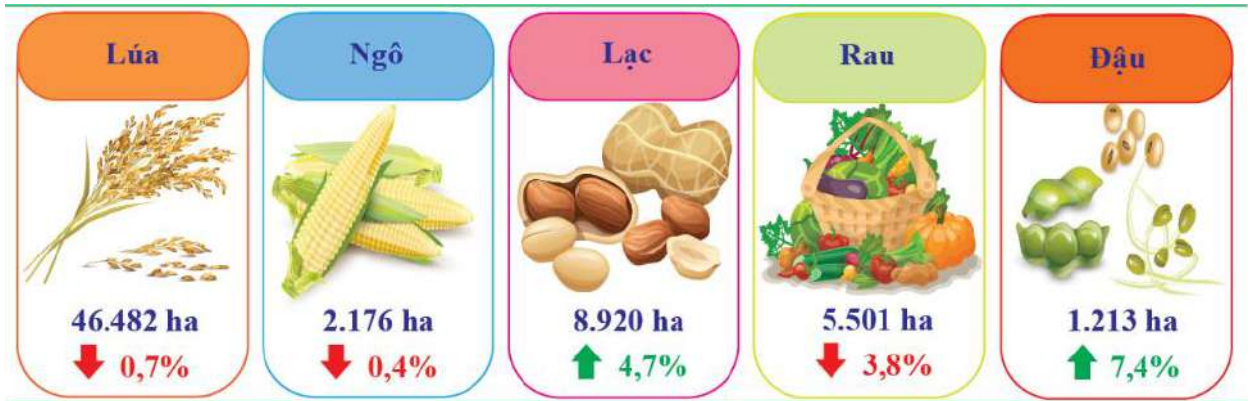 Lúa
46.482 ha
0,7%
Ngô
2.176 ha
0,4%
Lạc
8.920 ha
4,7%
Rau
5.501 ha
3,8%
Đậu
1.213 ha
7,4%